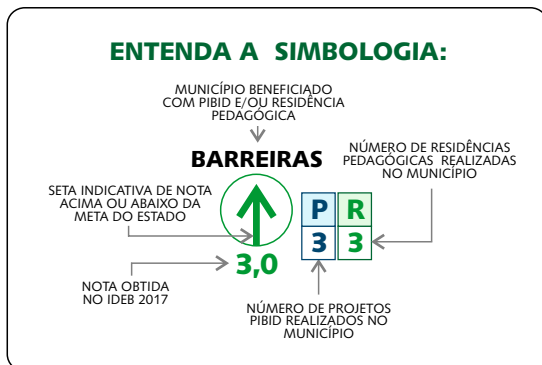 ENTENDA A SIMBOLOGIA:
MUNICÍPIO BENEFICIADO
COM PIBID E/OU RESIDÊNCIA
PEDAGÓGICA
BARREIRAS
NÚMERO DE RESIDÊNCIAS
PEDAGÓGICAS REALIZADAS
NO MUNICÍPIO
SETA INDICATIVA DE NOTA
ACIMA OU ABAIXO DA
META DO ESTADO
P R
3 3
3,0
NOTA OBTIDA
NO IDEB 2017
NÚMERO DE PROJETOS
PIBID REALIZADOS NO
MUNICÍPIO